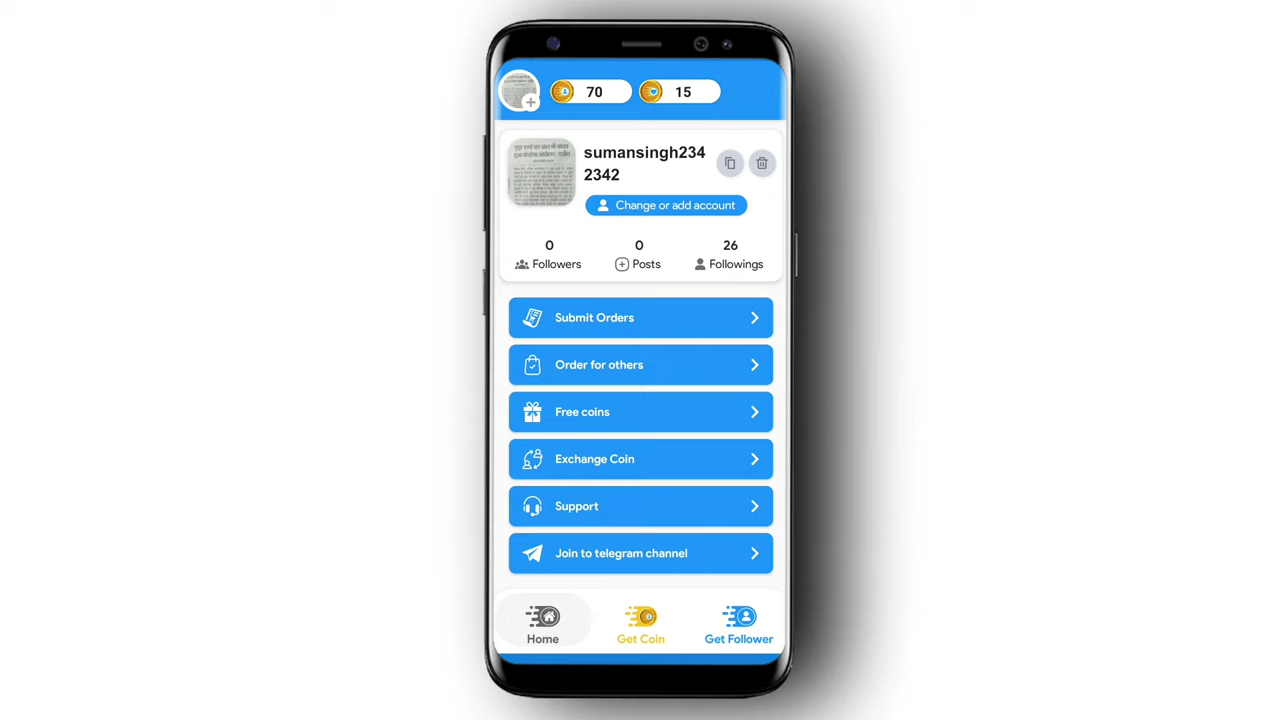 70
15
sumansingh234
2342
Change or add account
0
0
26
Followers
Posts
Followings
Submit Orders
Order for others
Free coins
Exchange Coin
Support
Join to telegram channel
Home
Get Coin
Get Follower